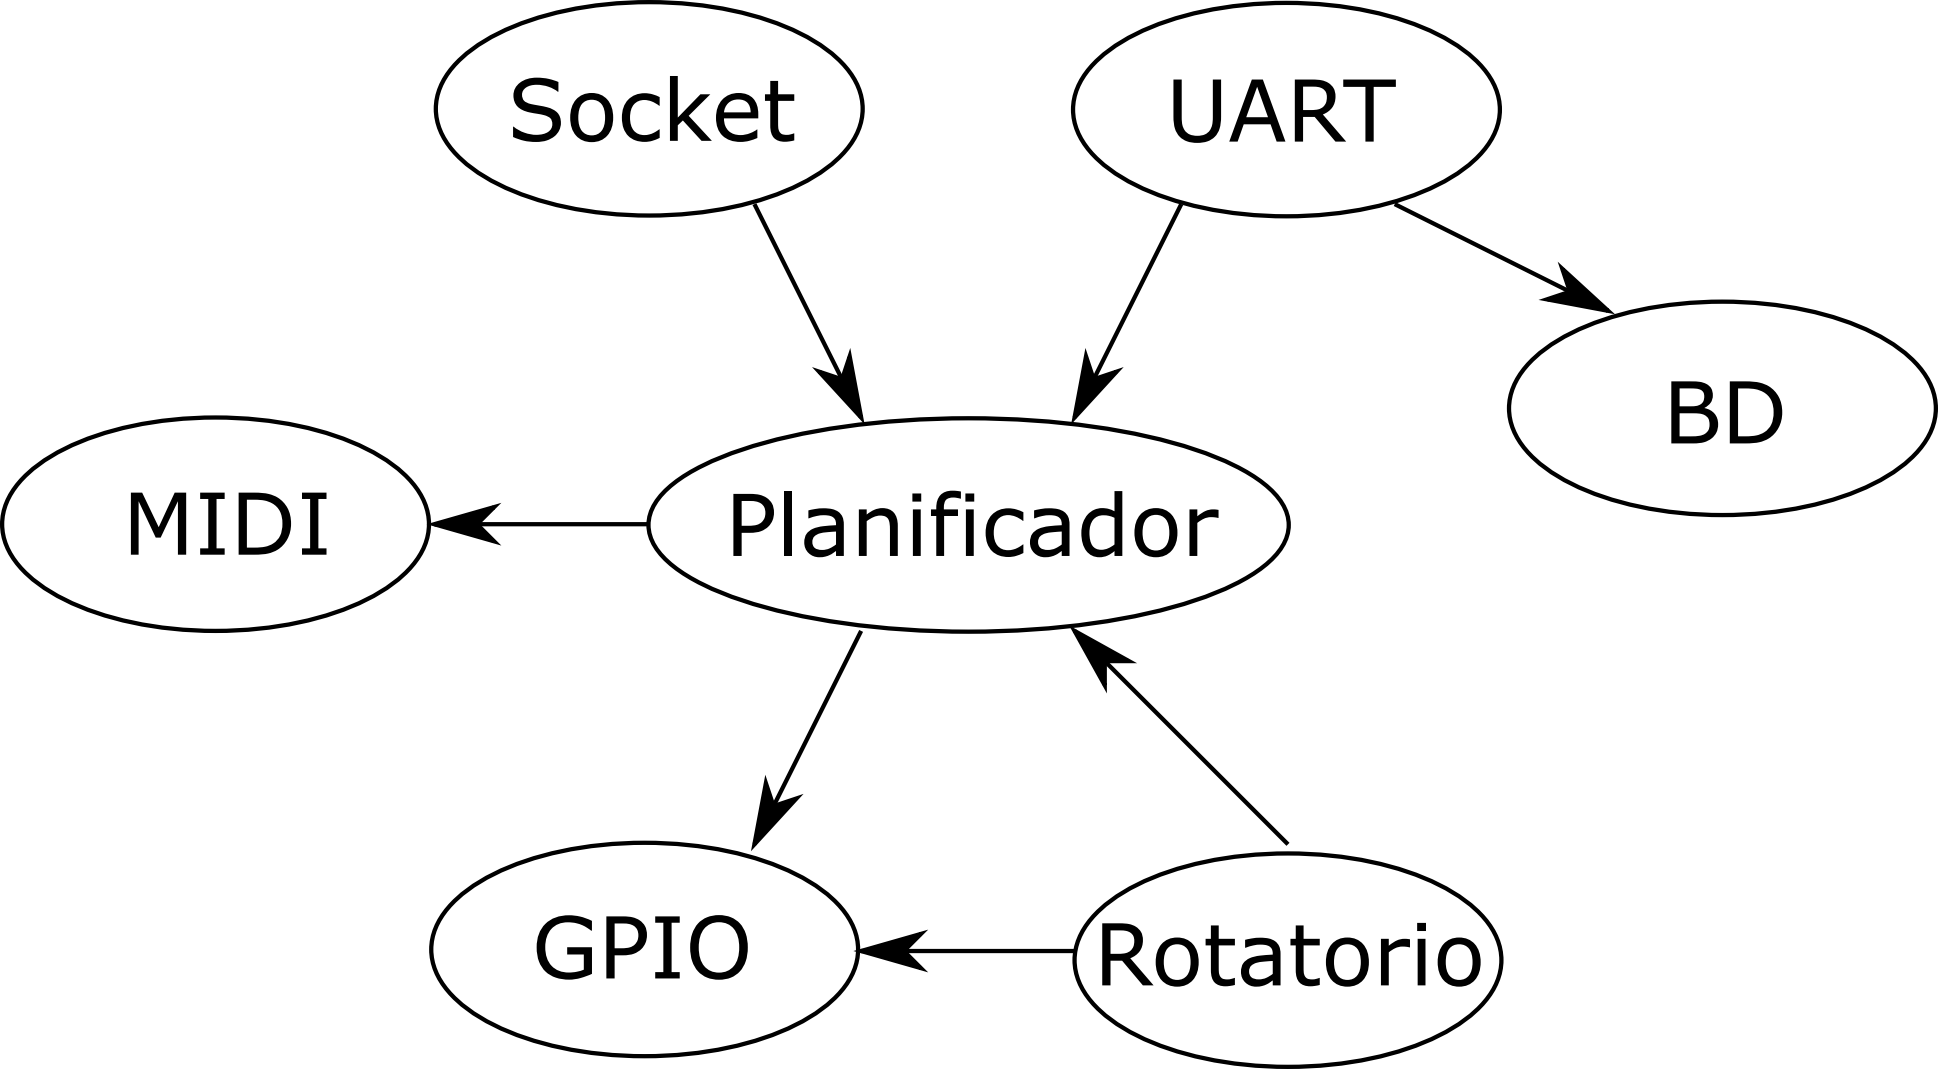 Socket
UART
BD
MIDI
Planificador
GPIO
Rotatorio